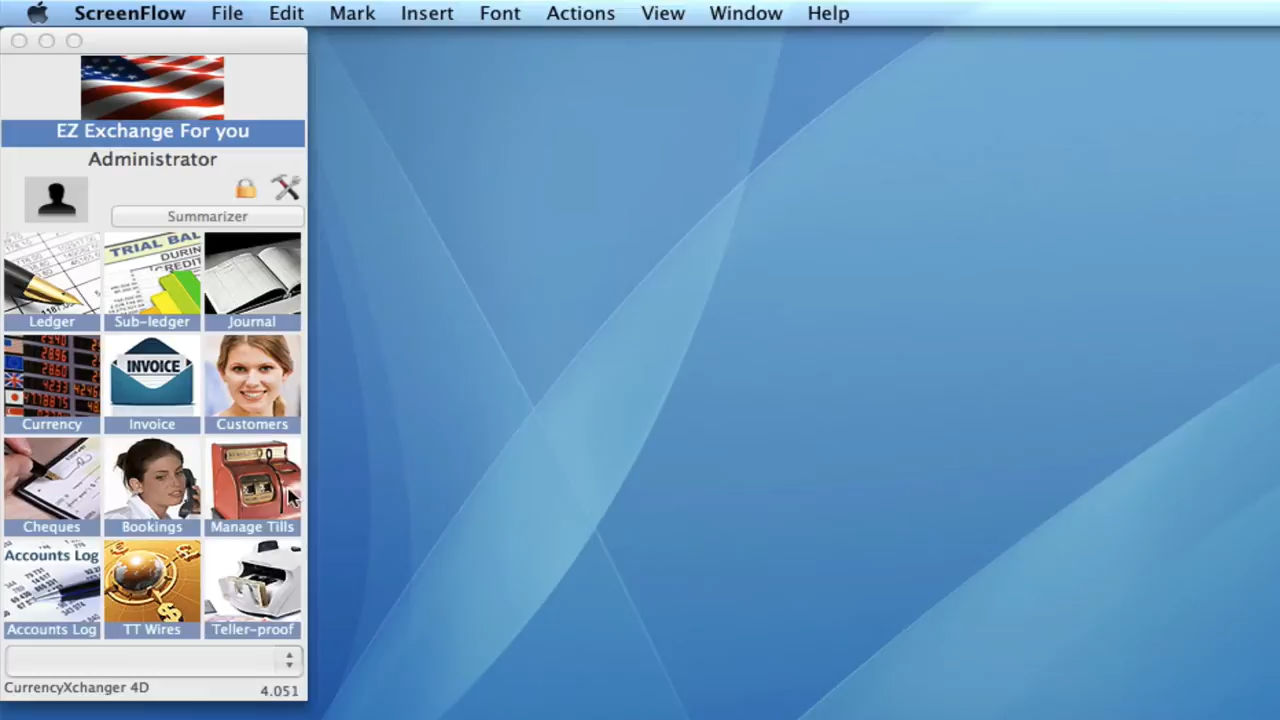 ScreenFlow File Edit Mark Insert Font Actions View Window Help
EZ Exchange For you
Administrator
Summarizer
TRIAL BAL
DURIN
CREDIT
Ledger Sub-ledger Journal
INVOICE
Currency Invoice Customers
Cheques Bookings Manage Tills
Accounts Log
Accounts Log TT Wires Teller-proof
CurrencyXchanger 4D 4.051